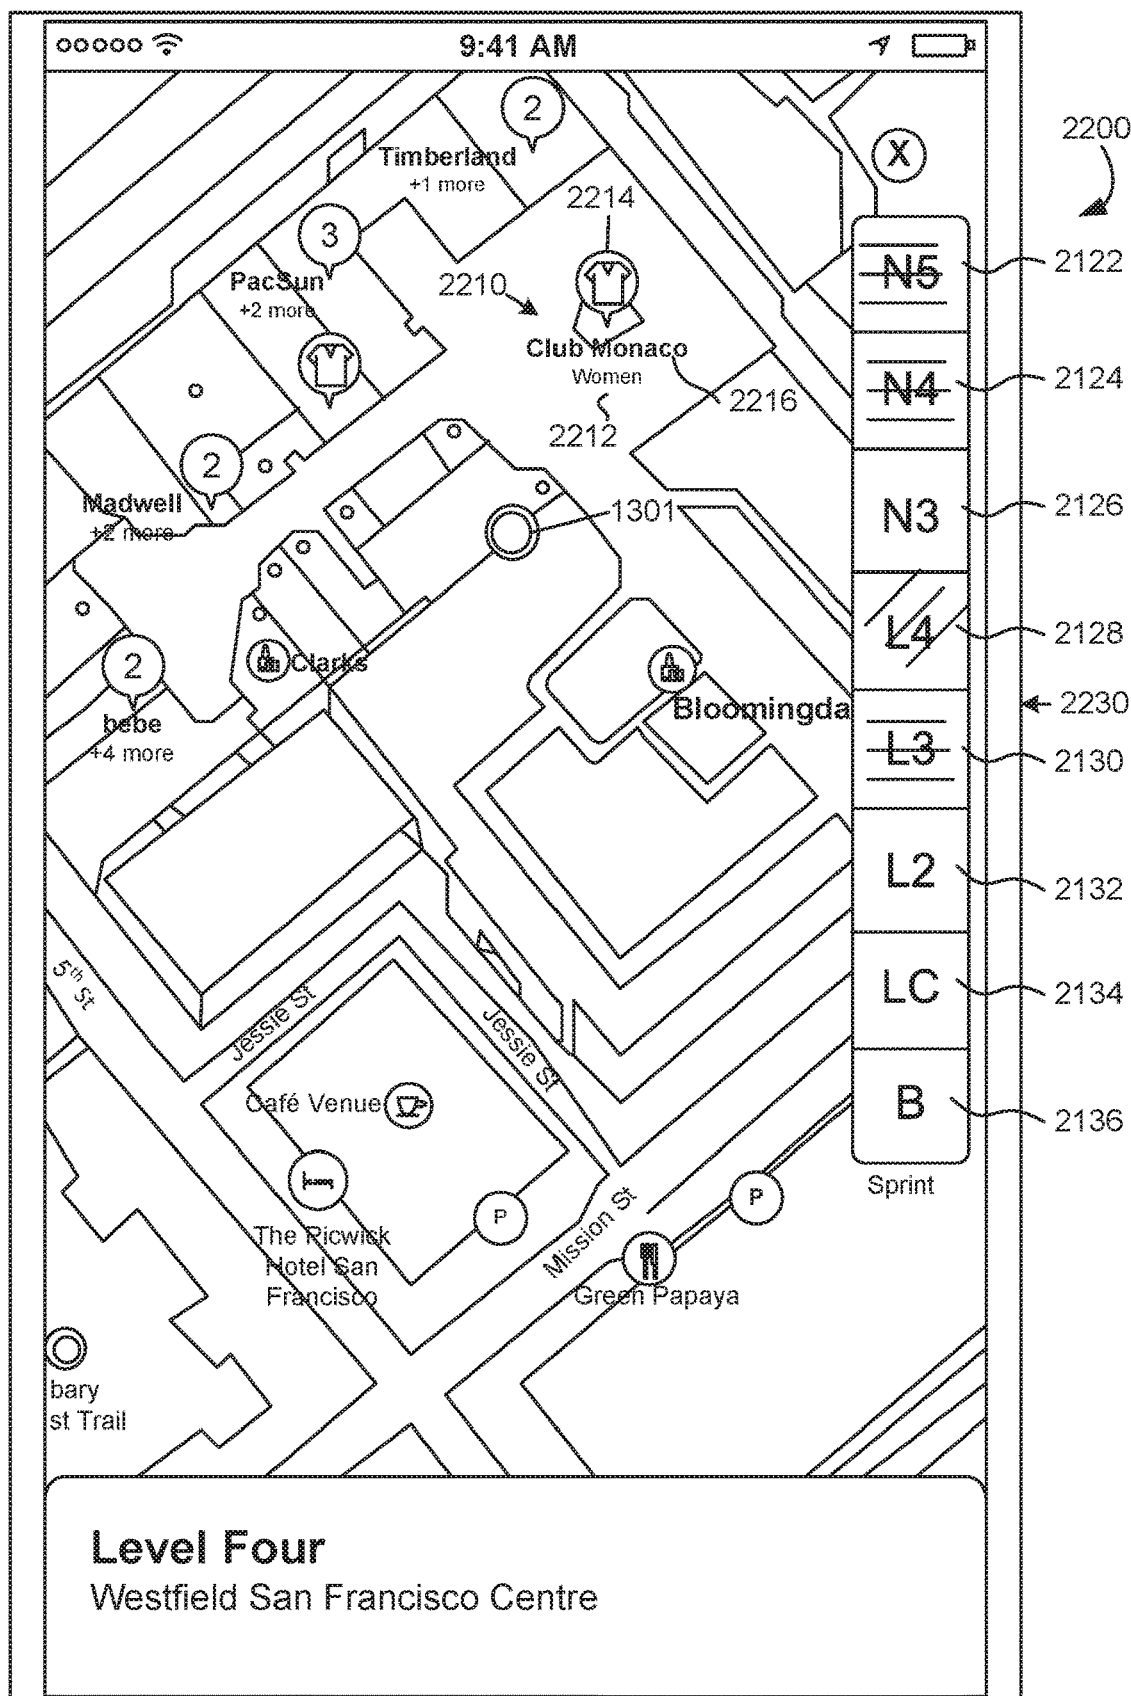 9:41 AM
2200
X
2
Timberland
+1 more
2214
3
PacSun
+2 more
2210
Club Monaco
Women
2216
2212
N5
2122
N4
2124
N3
2126
2
Madwell
+2 more
1301
L4
2128
2
bebe
+4 more
Clarks
Bloomingda
2230
L3
2130
L2
2132
LC
2134
B
2136
5th St
Jessie St
Jessie St
Café Venue
Sprint
P
P
Mission St
The Picwick
Hotel San
Francisco
Green Papaya
bary
st Trail
Level Four
Westfield San Francisco Centre